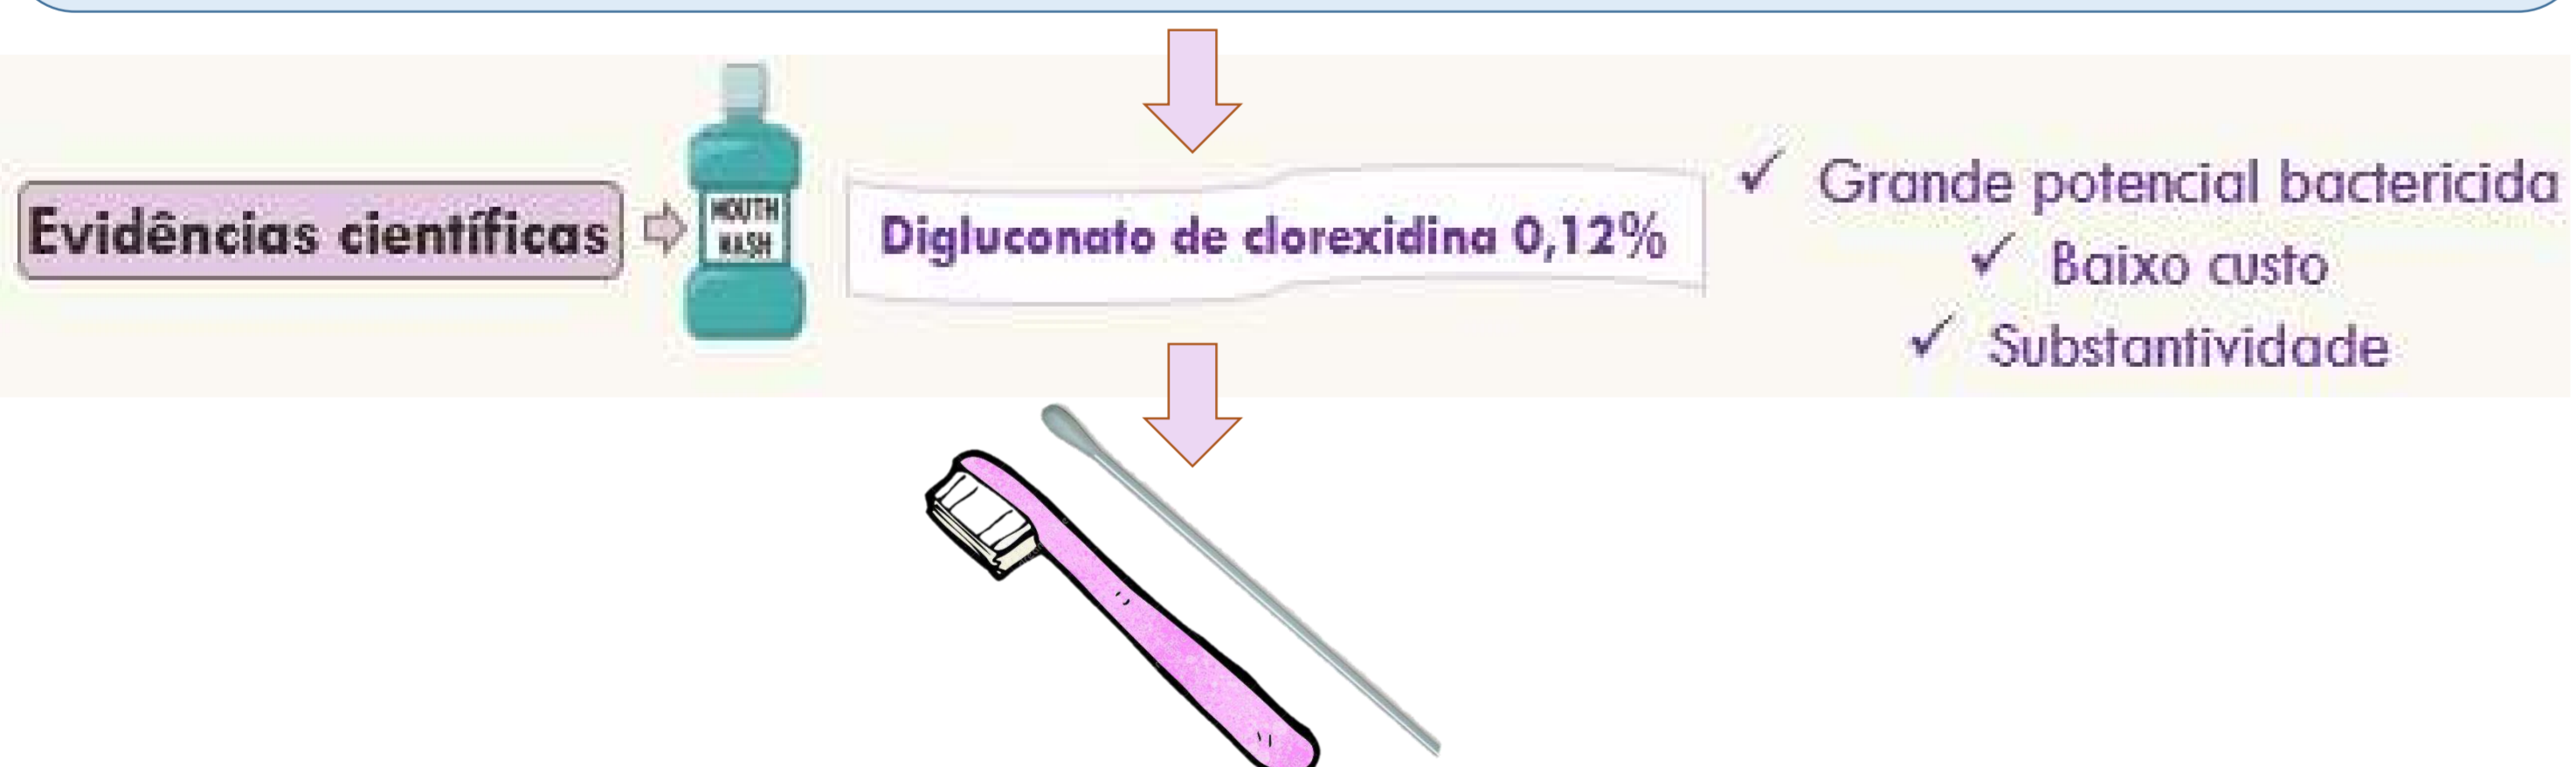 Evidências científicas
MOUTH
WASH
Digluconato de clorexidina 0,12%
✓ Grande potencial bactericida
✓ Baixo custo
✓ Substantividade